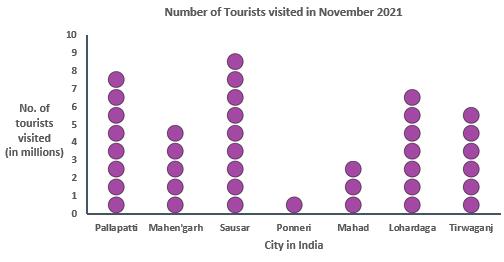 Number of Tourists visited in November 2021
10
9
8
7
6
5
4
3
2
1
0
No. of
tourists
visited
(in millions)
Pallapatti Mahen'garh Sausar Ponneri Mahad Lohardaga Tirwaganj
City in India